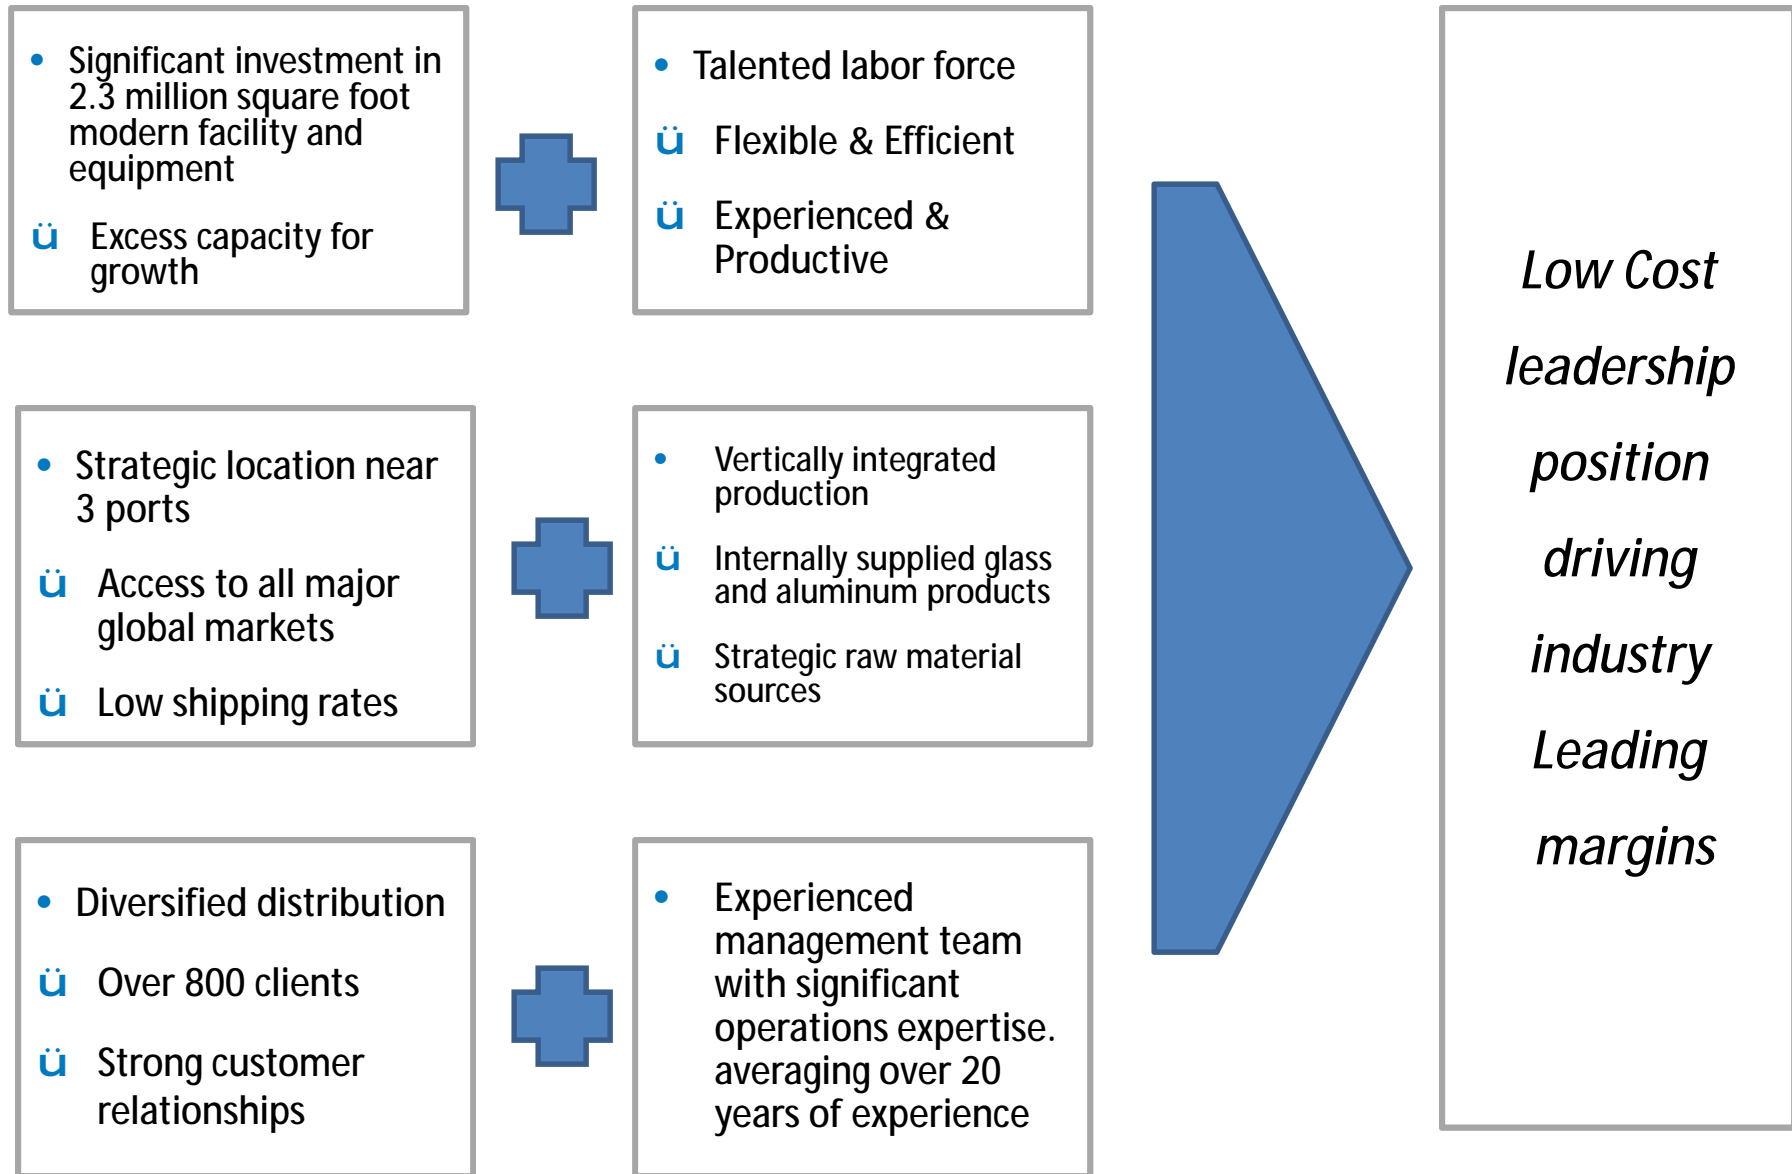 • Significant investment in
2.3 million square foot
modern facility and
equipment
ü Excess capacity for
growth
• Talented labor force
ü Flexible & Efficient
ü Experienced &
Productive
• Strategic location near
3 ports
ü Access to all major
global markets
ü Low shipping rates
• Vertically integrated
production
ü Internally supplied glass
and aluminum products
ü Strategic raw material
sources
• Diversified distribution
ü Over 800 clients
ü Strong customer
relationships
• Experienced
management team
with significant
operations expertise.
averaging over 20
years of experience
Low Cost
leadership
position
driving
industry
Leading
margins